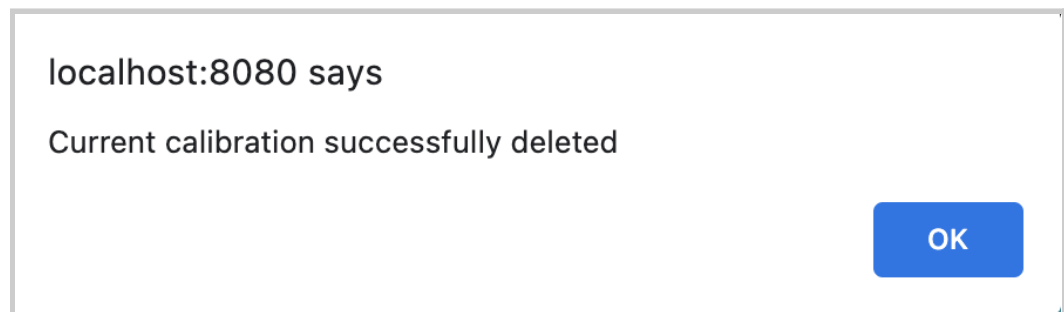 localhost:8080 says
Current calibration successfully deleted
OK